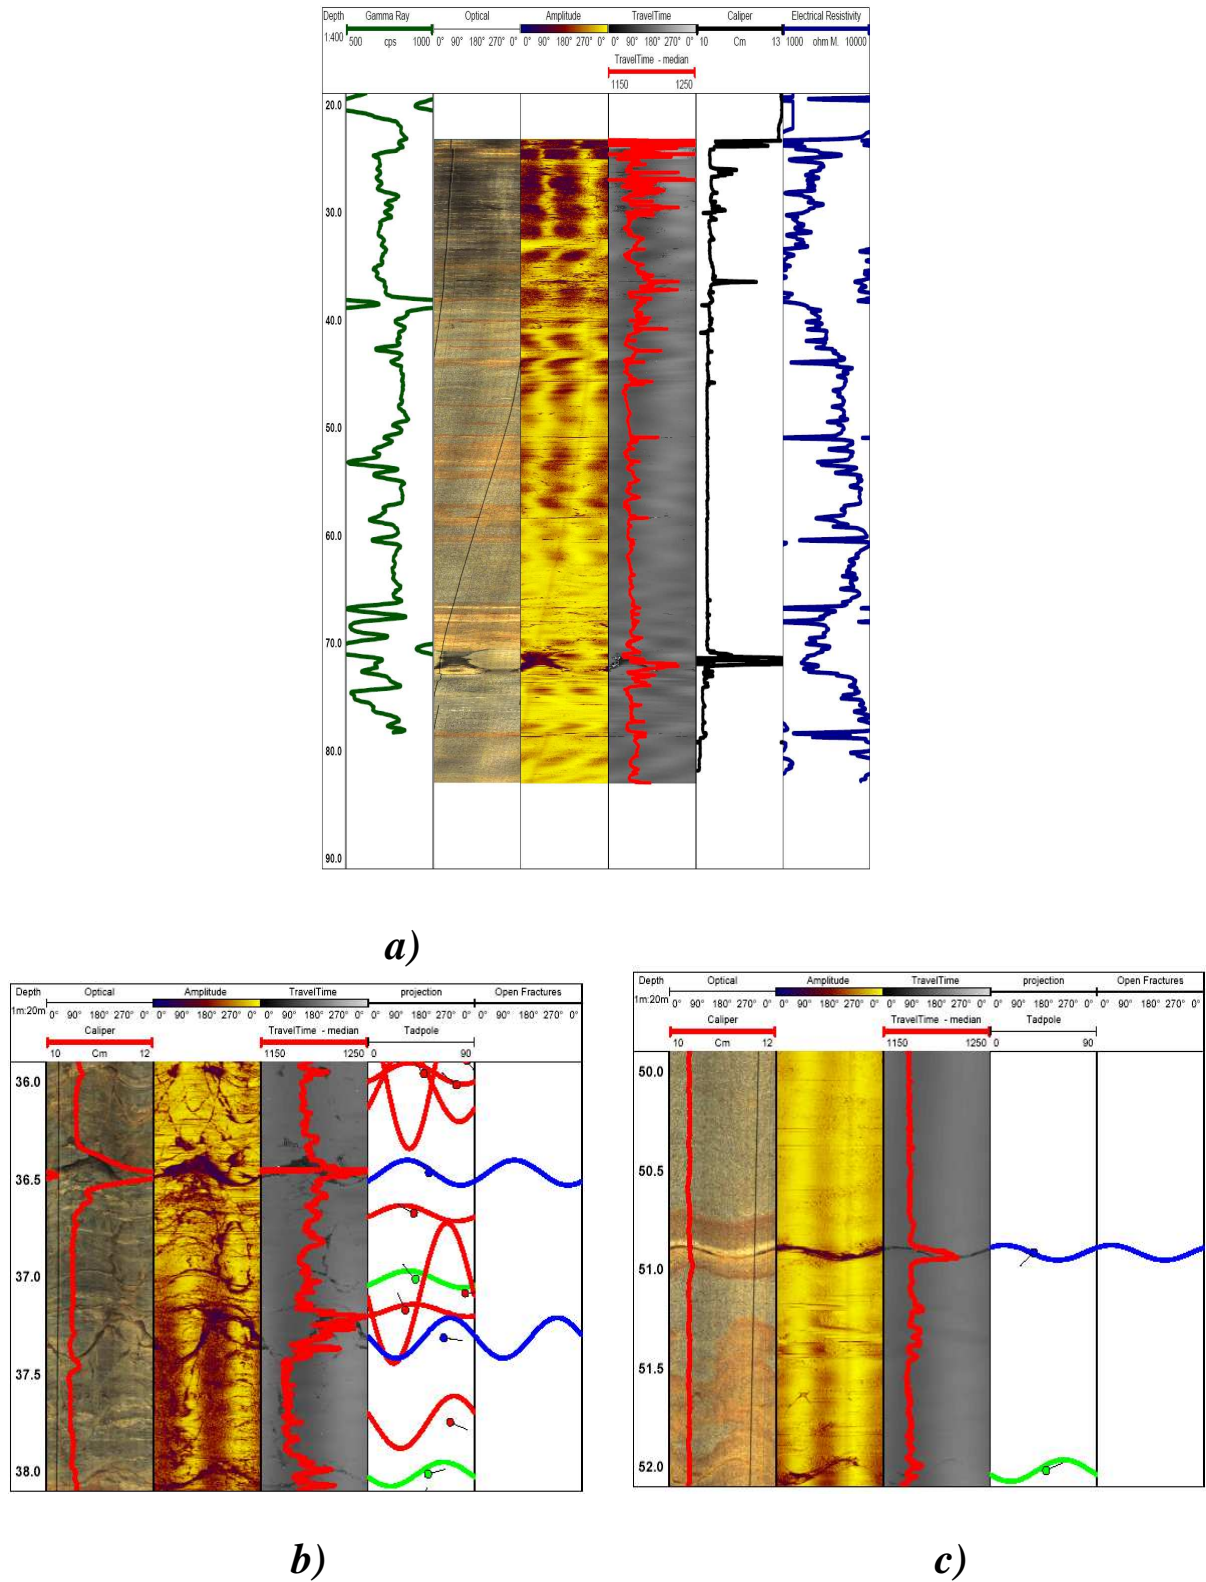 Depth Gamma Ray Optical Amplitude TravelTime Caliper Electrical Resistivity
1:400 500 cps 1000 0° 90° 180° 270° 0° 0° 90° 180° 270° 0° 0° 90° 180° 270° 0° 10 Cm 13 1000 ohm M. 10000
TravelTime - median
1150 1250
20.0
30.0
40.0
50.0
60.0
70.0
80.0
90.0
a)
Depth Optical Amplitude TravelTime projection Open Fractures
1m:20m 0° 90° 180° 270° 0° 0° 90° 180° 270° 0° 0° 90° 180° 270° 0° 0° 90° 180° 270° 0° 0° 90° 180° 270° 0°
Caliper TravelTime - median Tadpole
10 Cm 12 1150 1250 0 90
36.0
36.5
37.0
37.5
38.0
b)
Depth Optical Amplitude TravelTime projection Open Fractures
1m:20m 0° 90° 180° 270° 0° 0° 90° 180° 270° 0° 0° 90° 180° 270° 0° 0° 90° 180° 270° 0° 0° 90° 180° 270° 0°
Caliper TravelTime - median Tadpole
10 Cm 12 1150 1250 0 90
50.0
50.5
51.0
51.5
52.0
c)